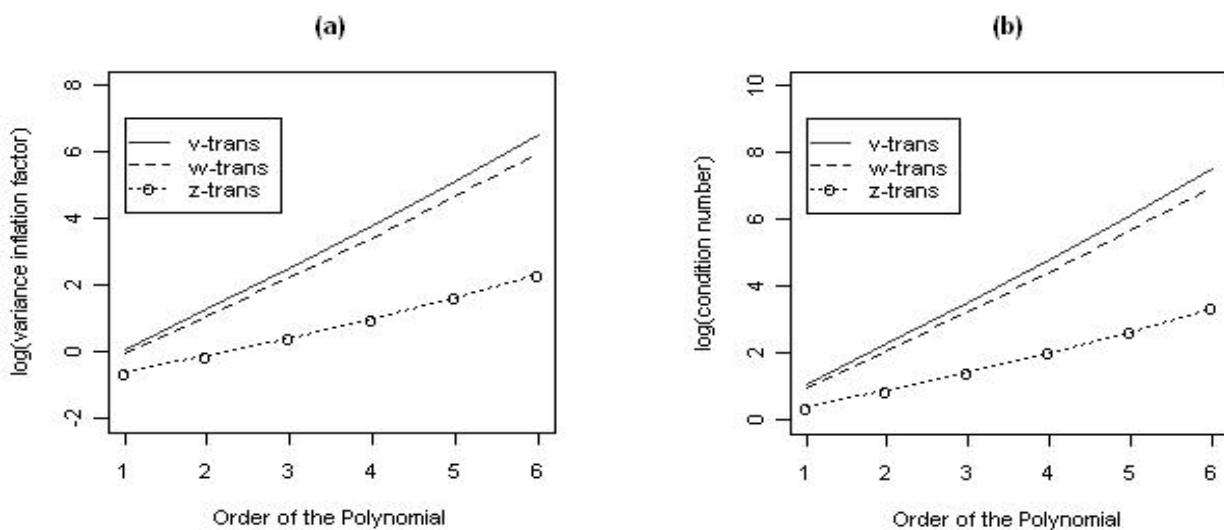 (a)
log(variance inflation factor)
8
6
4
2
0
-2
v-trans
w-trans
z-trans
1 2 3 4 5 6
Order of the Polynomial
(b)
log(condition number)
10
8
6
4
2
0
v-trans
w-trans
z-trans
1 2 3 4 5 6
Order of the Polynomial